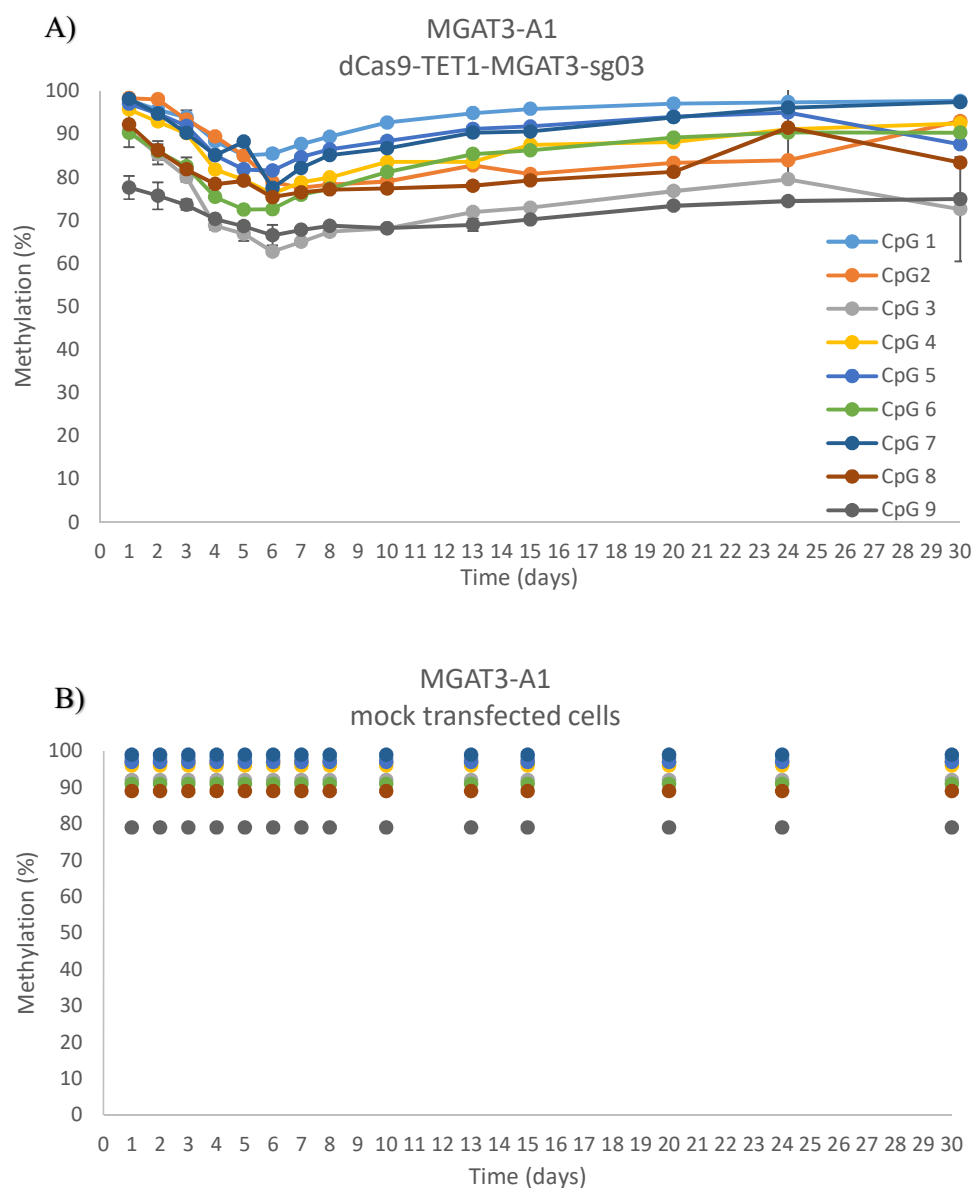 A)
MGAT3-A1
dCas9-TET1-MGAT3-sg03
100
90
80
70
60
50
40
30
20
10
0
Methylation (%)
CpG 1
CpG2
CpG 3
CpG 4
CpG 5
CpG 6
CpG 7
CpG 8
CpG 9
0 1 2 3 4 5 6 7 8 9 10 11 12 13 14 15 16 17 18 19 20 21 22 23 24 25 26 27 28 29 30
Time (days)
B)
MGAT3-A1
mock transfected cells
100
90
80
70
60
50
40
30
20
10
0
Methylation (%)
0 1 2 3 4 5 6 7 8 9 10 11 12 13 14 15 16 17 18 19 20 21 22 23 24 25 26 27 28 29 30
Time (days)